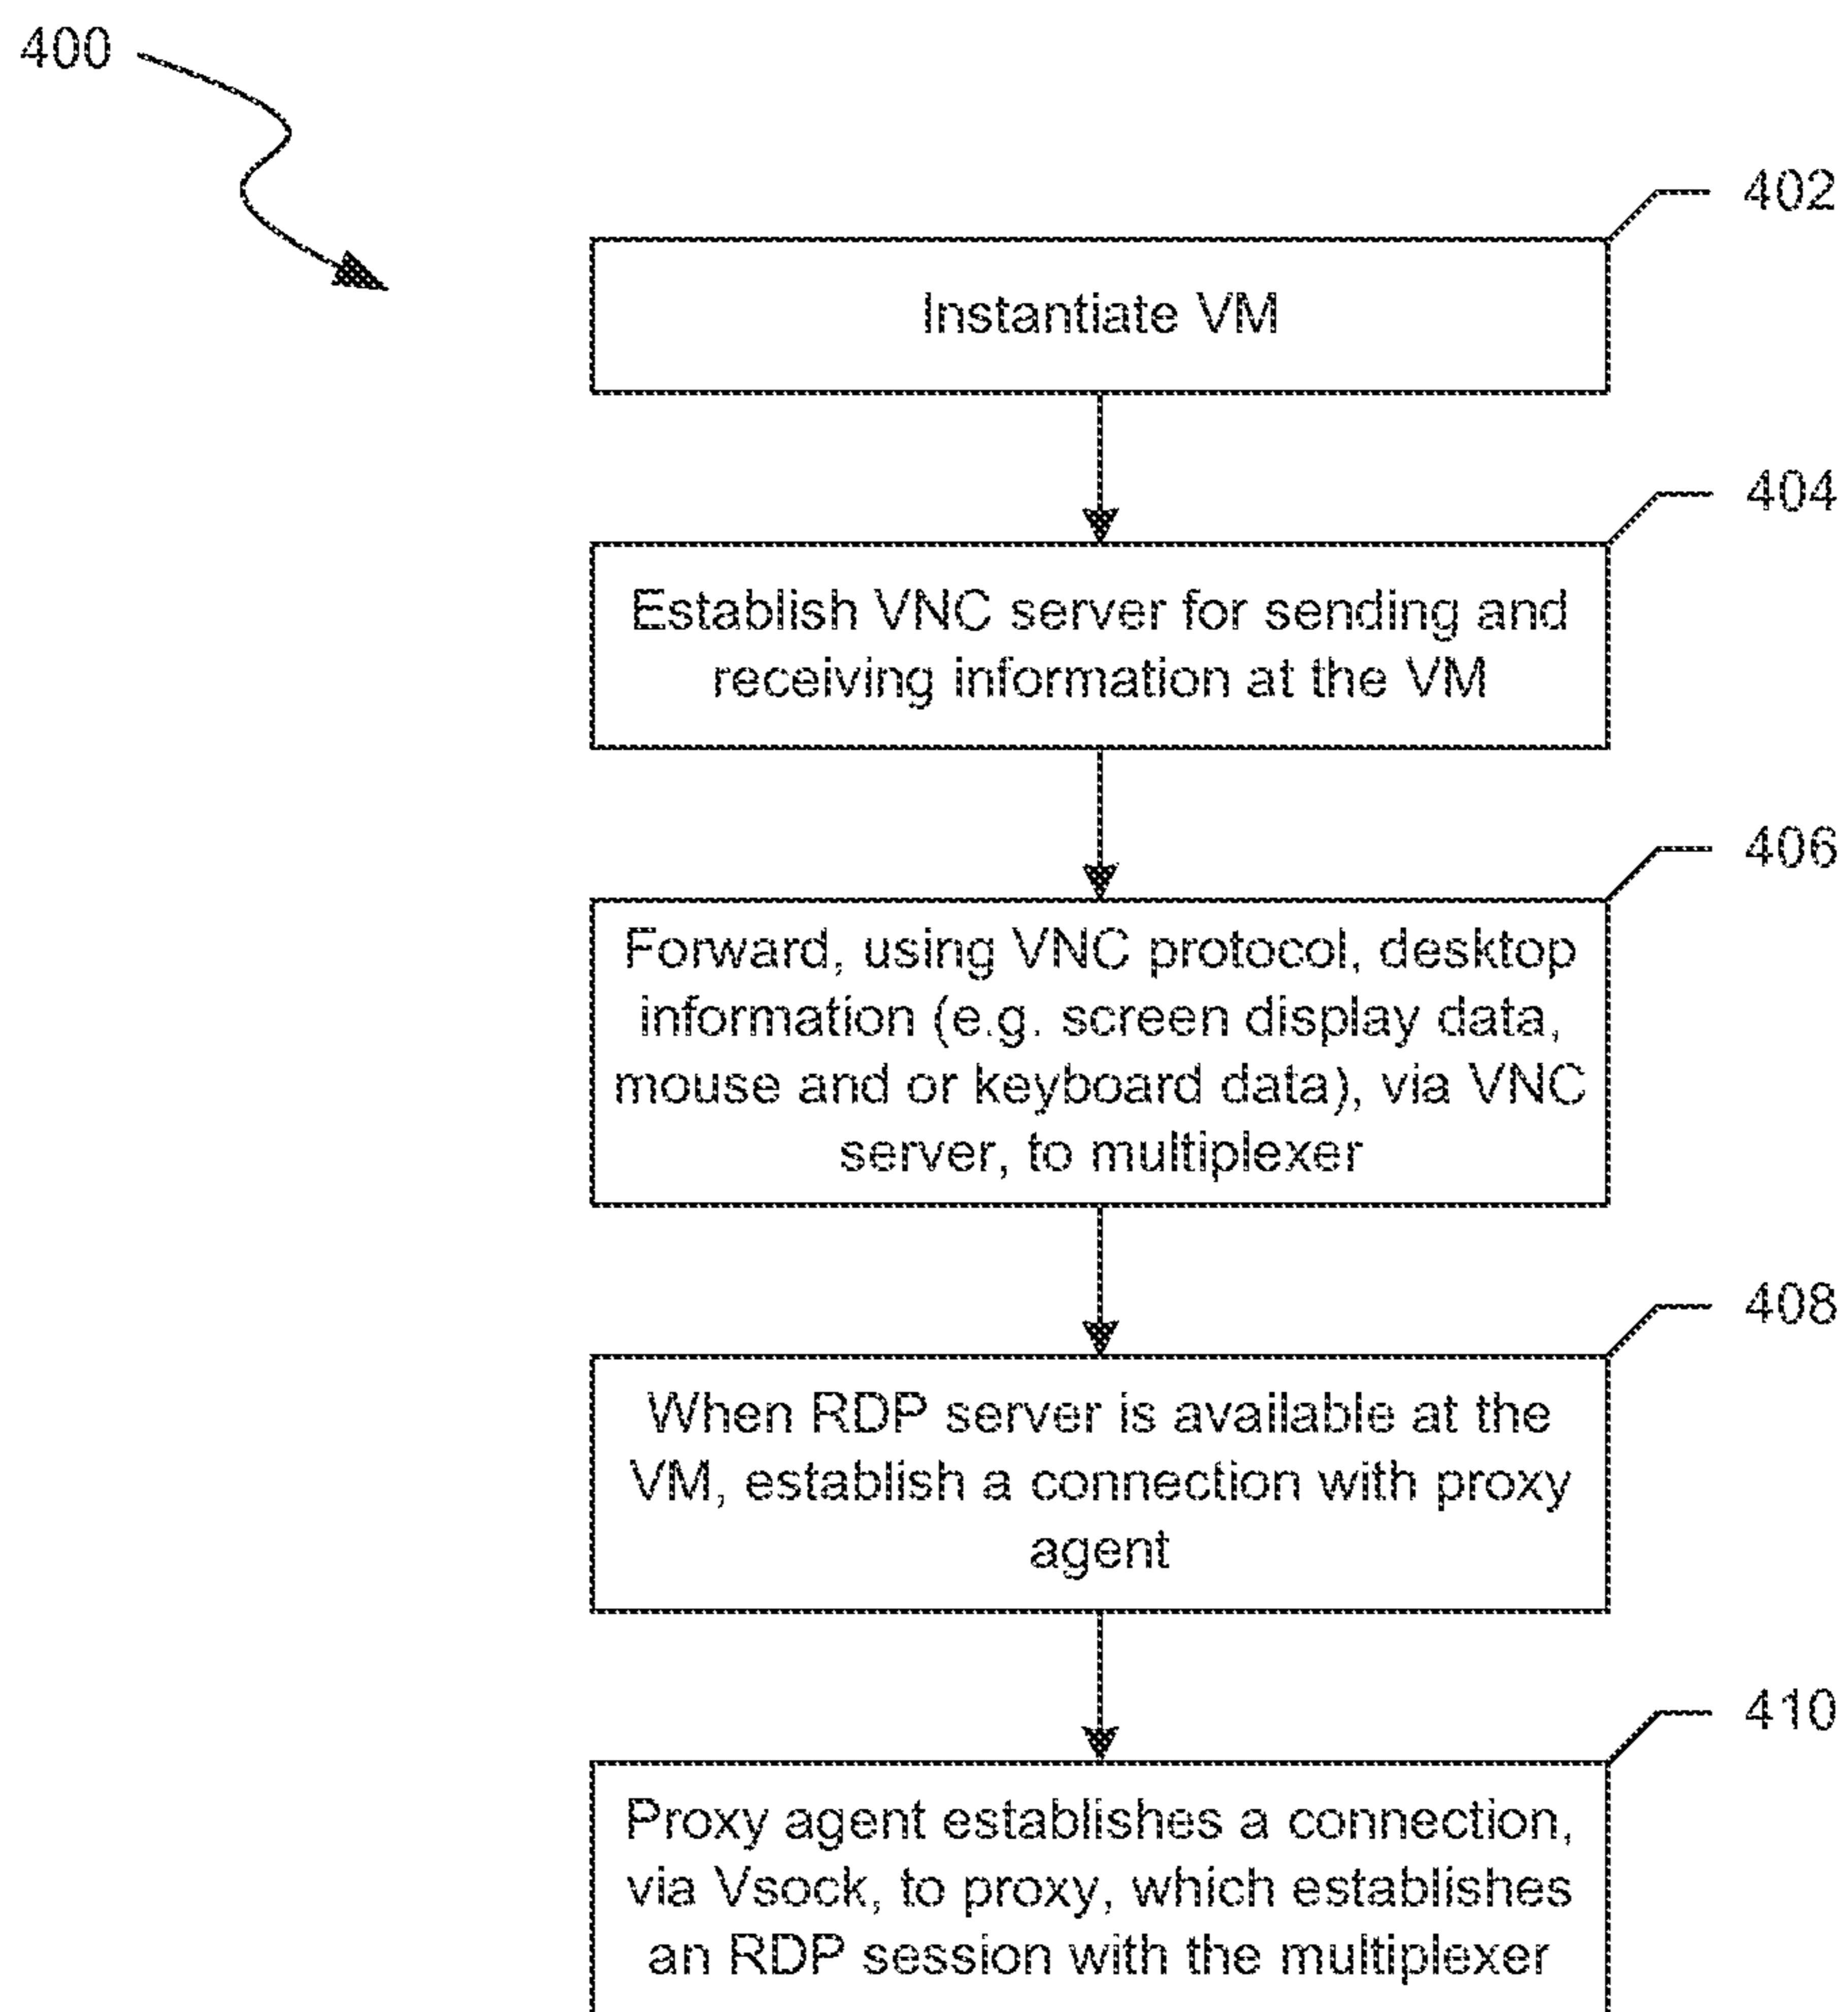 400
402
Instantiate VM
404
Establish VNC server for sending and
receiving information at the VM
406
Forward, using VNC protocol, desktop
information (e.g. screen display data,
mouse and or keyboard data), via VNC
server, to multiplexer
408
When RDP server is available at the
VM, establish a connection with proxy
agent
410
Proxy agent establishes a connection,
via Vsock, to proxy, which establishes
an RDP session with the multiplexer